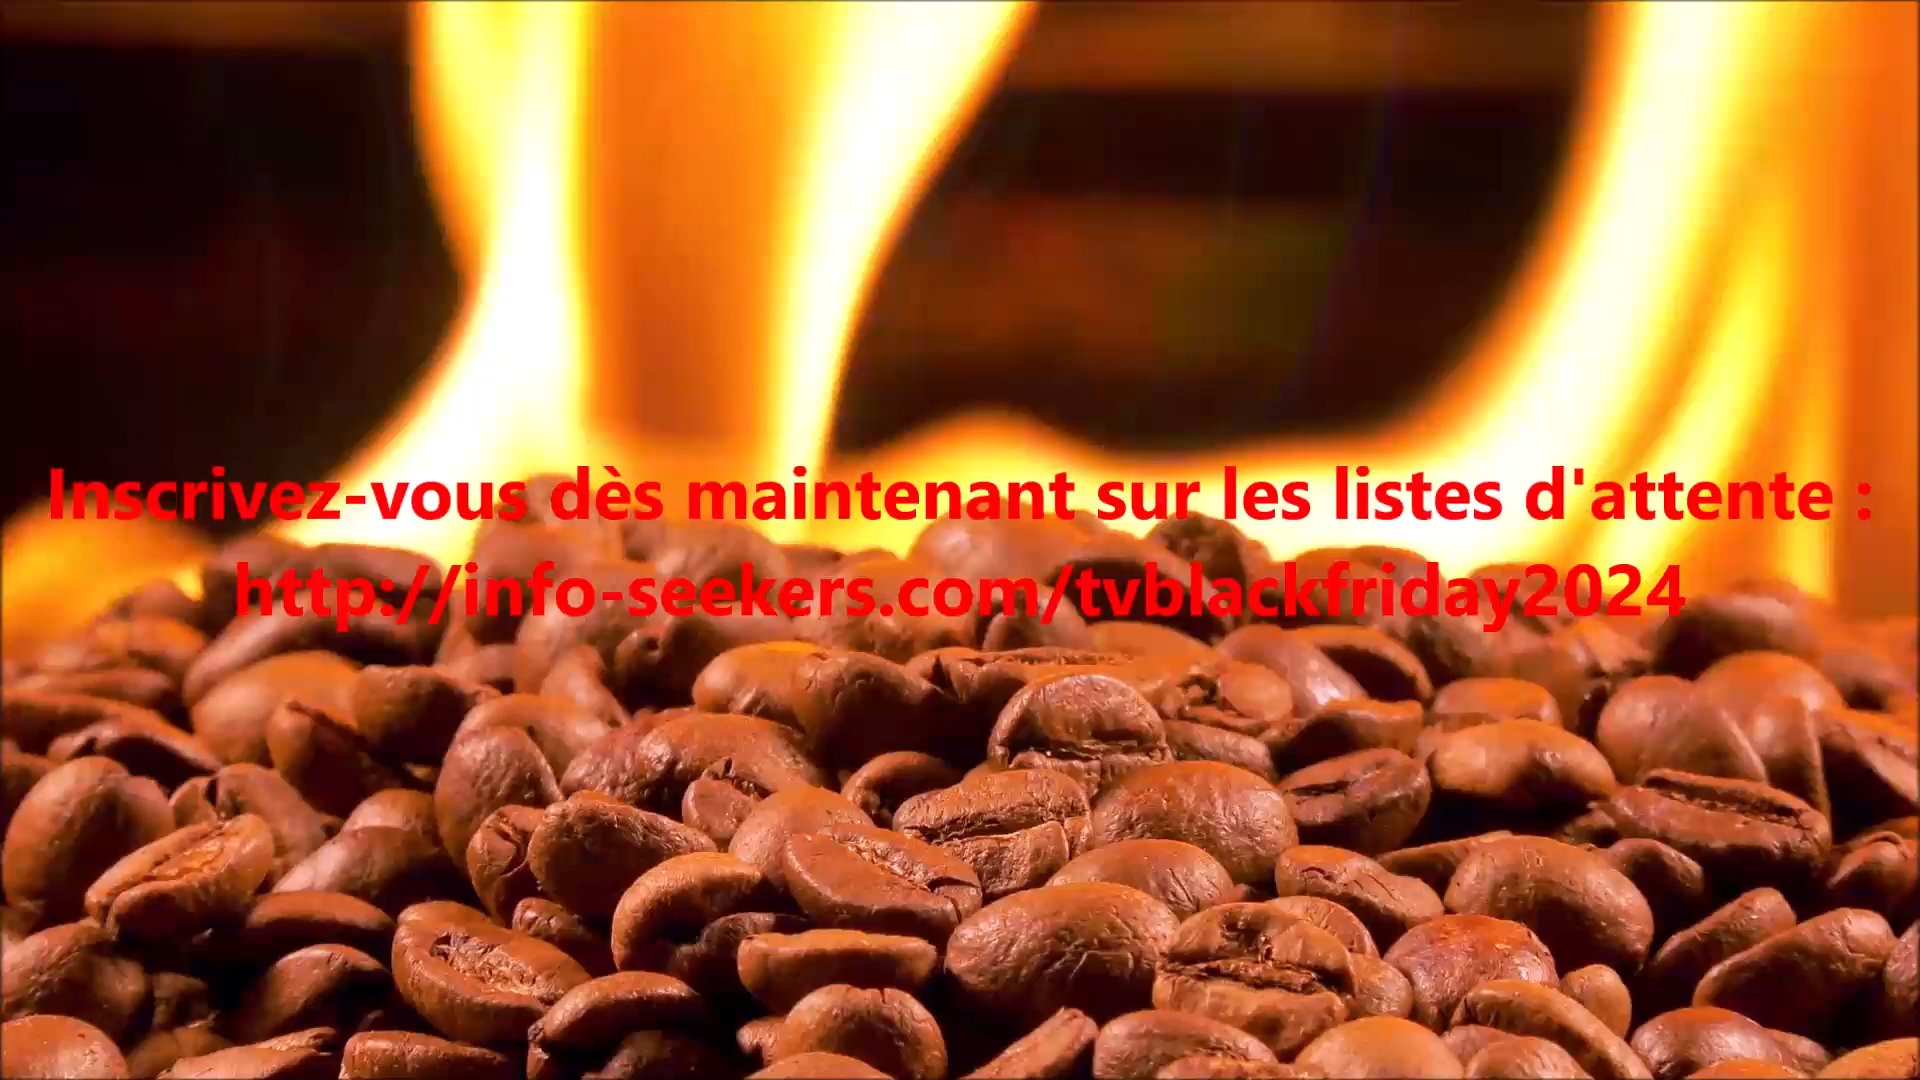 Inscrivez-vous dès maintenant sur les listes d'attente :
http://info-seekers.com/tvblackfriday2024